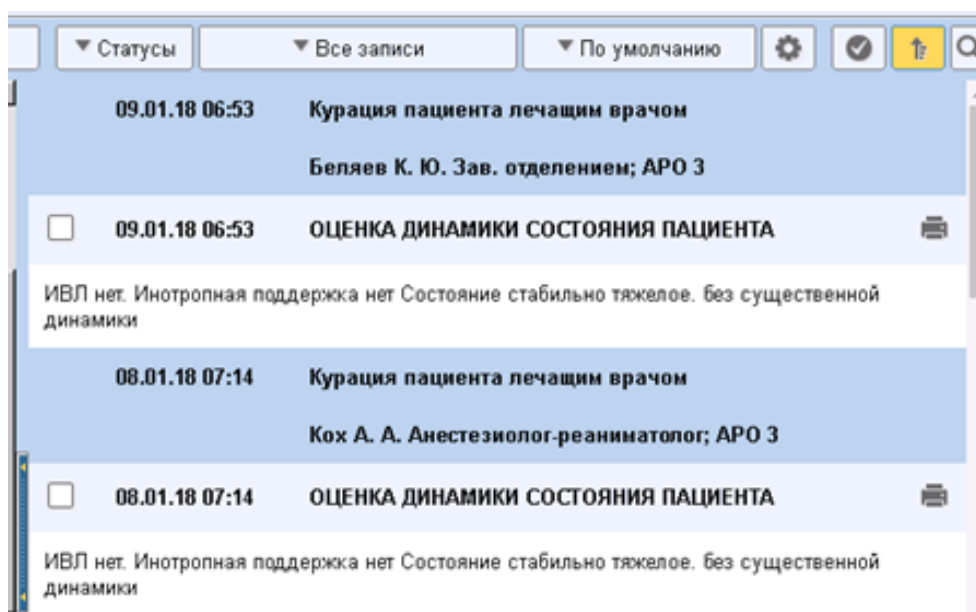 Статусы
Все записи
По умолчанию
09.01.18 06:53 Курация пациента лечащим врачом
Беляев К. Ю. Зав. отделением; АРО 3
09.01.18 06:53 ОЦЕНКА ДИНАМИКИ СОСТОЯНИЯ ПАЦИЕНТА
ИВЛ нет. Инотропная поддержка нет Состояние стабильно тяжелое. без существенной
динамики
08.01.18 07:14 Курация пациента лечащим врачом
Кох А. А. Анестезиолог-реаниматолог; АРО 3
08.01.18 07:14 ОЦЕНКА ДИНАМИКИ СОСТОЯНИЯ ПАЦИЕНТА
ИВЛ нет. Инотропная поддержка нет Состояние стабильно тяжелое. без существенной
динамики